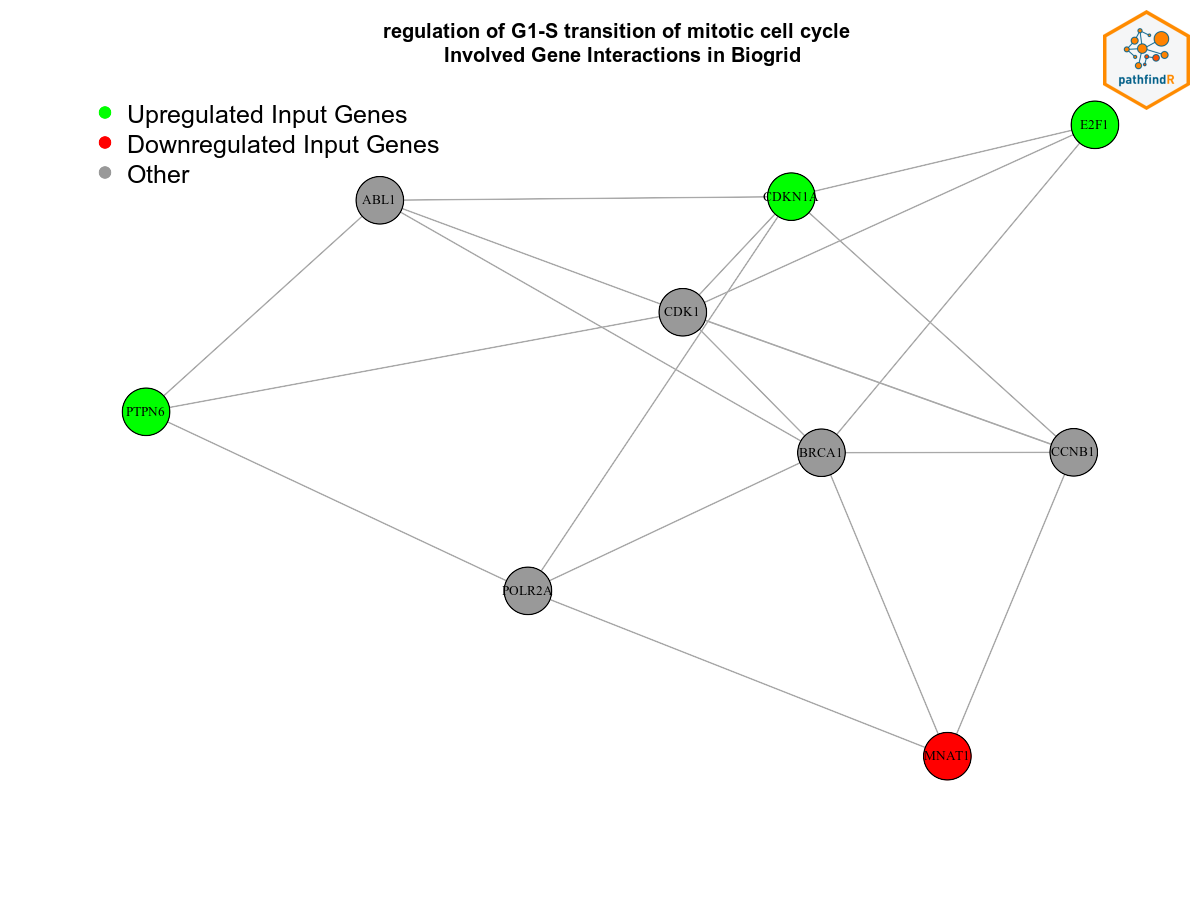 regulation of G1-S transition of mitotic cell cycle
Involved Gene Interactions in Biogrid
pathfindR
Upregulated Input Genes
Downregulated Input Genes
Other
E2F1
CDKN1A
ABL1
CDK1
PTPN6
BRCA1
CCNB1
POLR2A
MNAT1